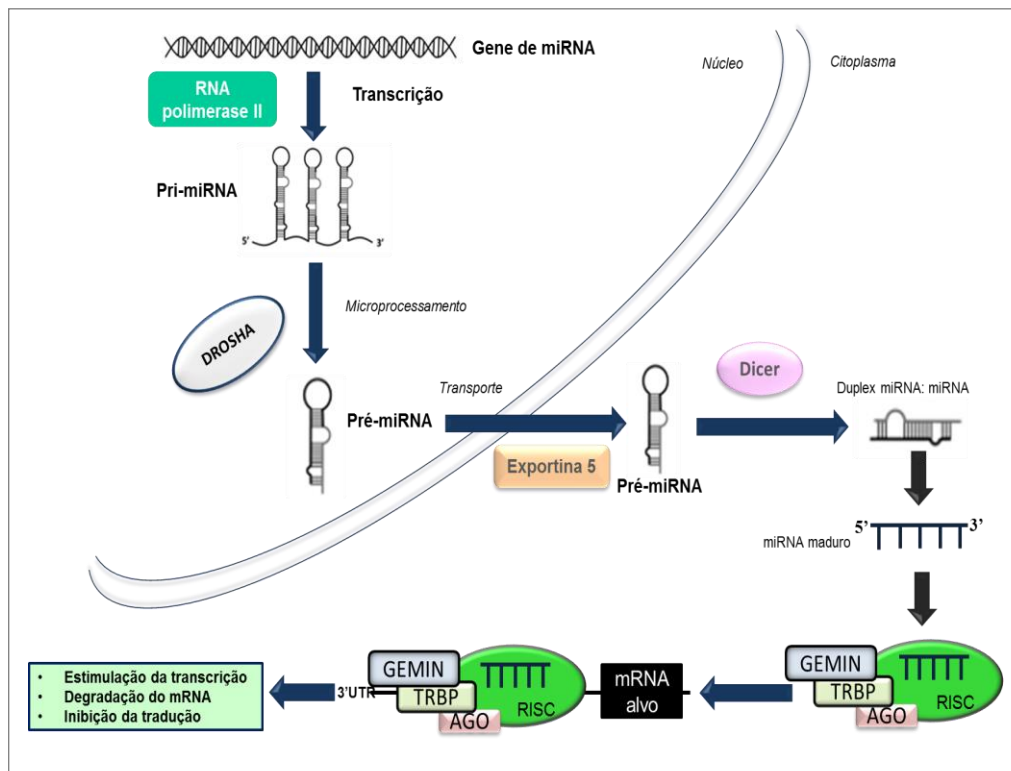 Gene de miRNA
Núcleo
Citoplasma
RNA
polimerase II
Transcrição
Pri-miRNA
5'
3'
Microprocessamento
DROSHA
Pré-miRNA
Transporte
Exportina 5
Pré-miRNA
Dicer
Duplex miRNA: miRNA
miRNA maduro
5'
3'
GEMIN
TRBP
AGO
RISC
mRNA
alvo
GEMIN
TRBP
AGO
RISC
3'UTR
• Estimulação da transcrição
• Degradação do mRNA
• Inibição da tradução